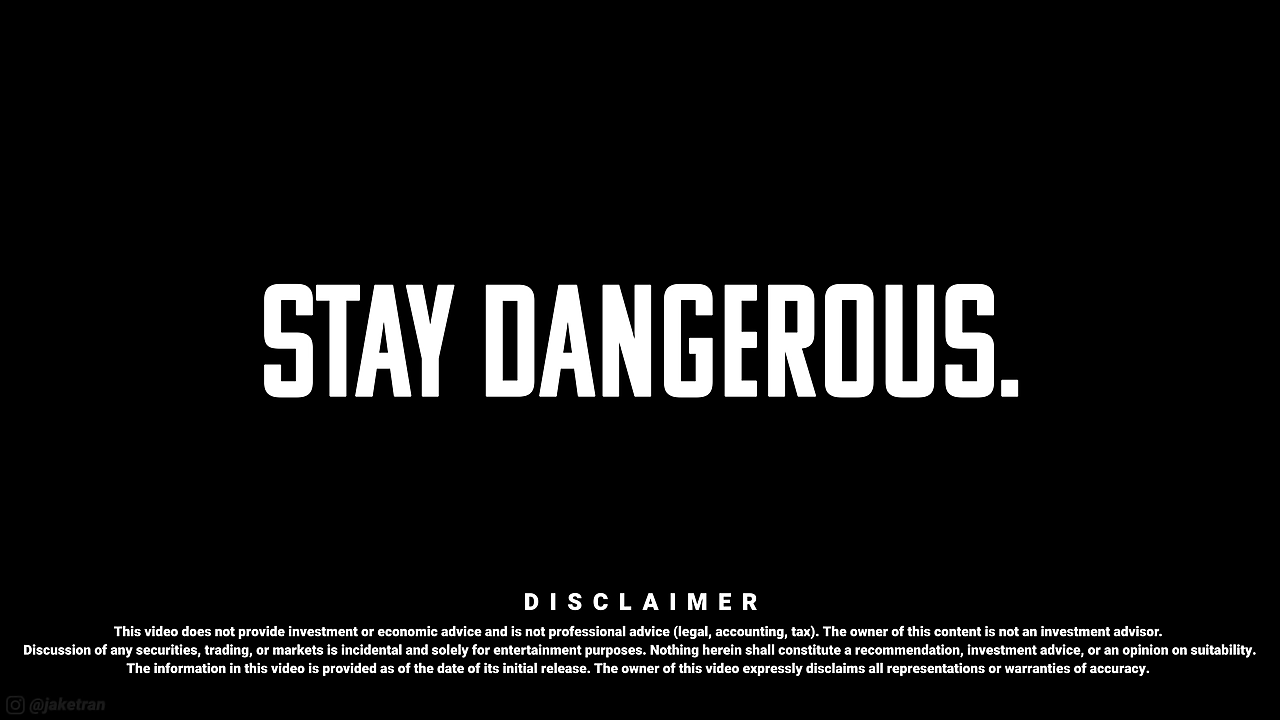 STAY DANGEROUS.
DISCLAIMER
This video does not provide investment or economic advice and is not professional advice (legal, accounting, tax). The owner of this content is not an investment advisor.
Discussion of any securities, trading, or markets is incidental and solely for entertainment purposes. Nothing herein shall constitute a recommendation, investment advice, or an opinion on suitability.
The information in this video is provided as of the date of its initial release. The owner of this video expressly disclaims all representations or warranties of accuracy.
@jaketran